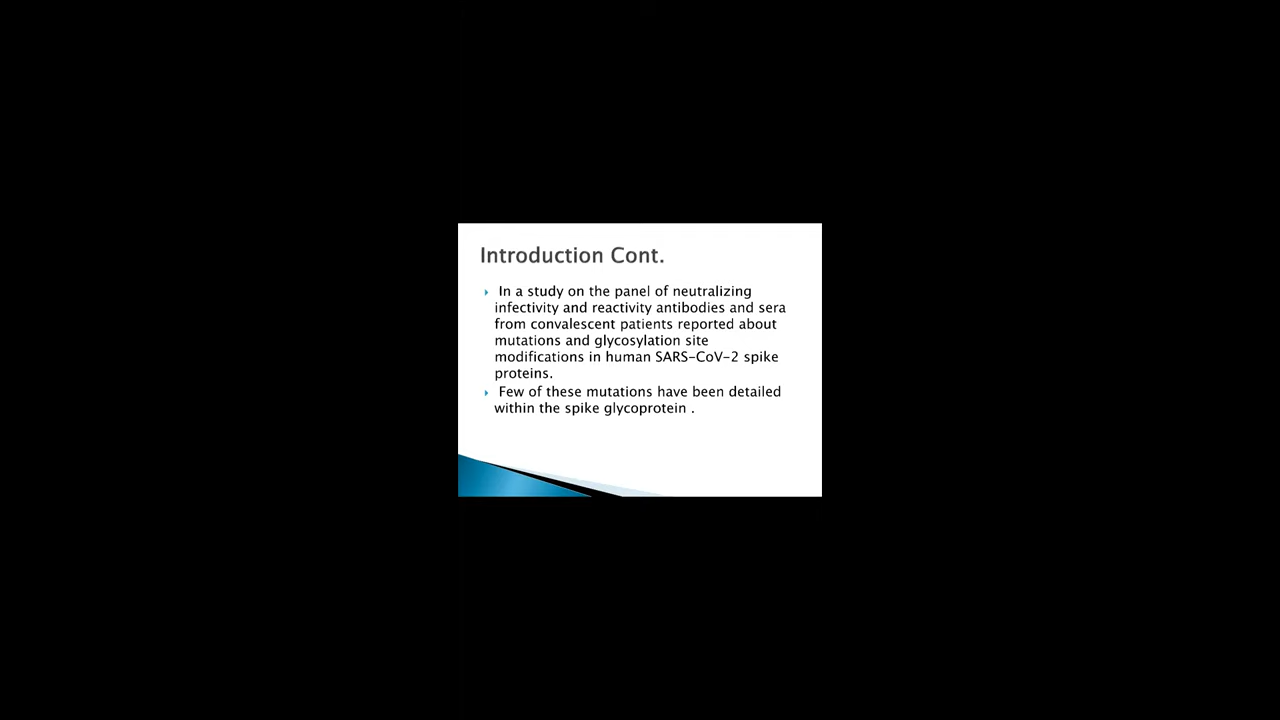 Introduction Cont.
In a study on the panel of neutralizing
infectivity and reactivity antibodies and sera
from convalescent patients reported about
mutations and glycosylation site
modifications in human SARS-CoV-2 spike
proteins.
Few of these mutations have been detailed
within the spike glycoprotein .